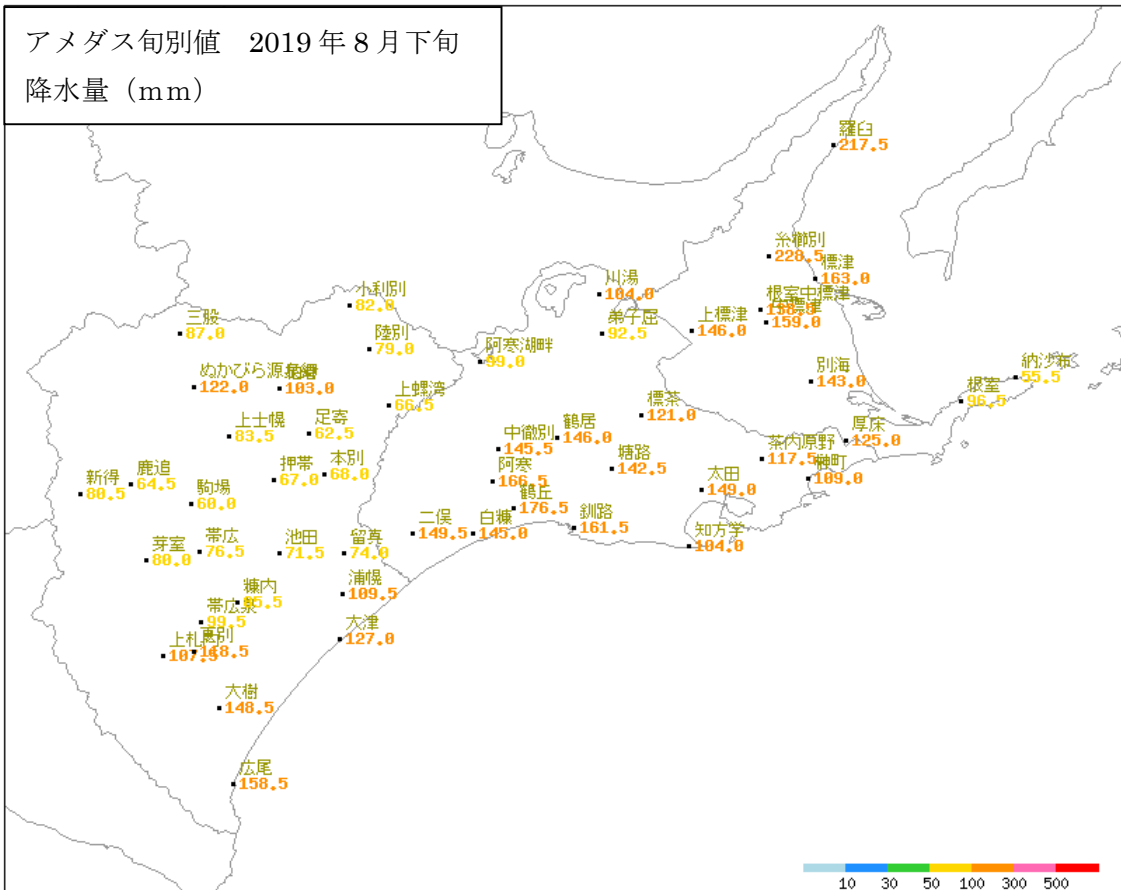 アメダス旬別値 2019年8月下旬
降水量（mm）
羅臼
217.5
糸櫛別
228.5
標津
163.0
川湯
104.0
根室中標津
159.0
上標津
146.0
弟子屈
92.5
小利別
82.0
三股
87.0
陸別
79.0
阿寒湖畔
99.0
ぬかびら源
122.0
103.0
別海
143.0
納沙布
55.5
根室
96.5
上螺湾
66.5
標茶
121.0
上士幌
83.5
足寄
62.5
鶴居
146.0
中徹別
145.5
厚床
125.0
茶内原野
117.5
榊町
109.0
塘路
142.5
太田
149.0
新得
80.5
鹿追
64.5
駒場
60.0
押帯
67.0
本別
68.0
阿寒
166.5
鶴丘
176.5
釧路
161.5
二俣
149.5
白糠
145.0
知方学
104.0
芽室
80.0
帯広
76.5
池田
71.5
留真
74.0
浦幌
109.5
糠内
帯広泉
99.5
大津
127.0
上札
更別
118.5
大樹
148.5
広尾
158.5
10 30 50 100 300 500